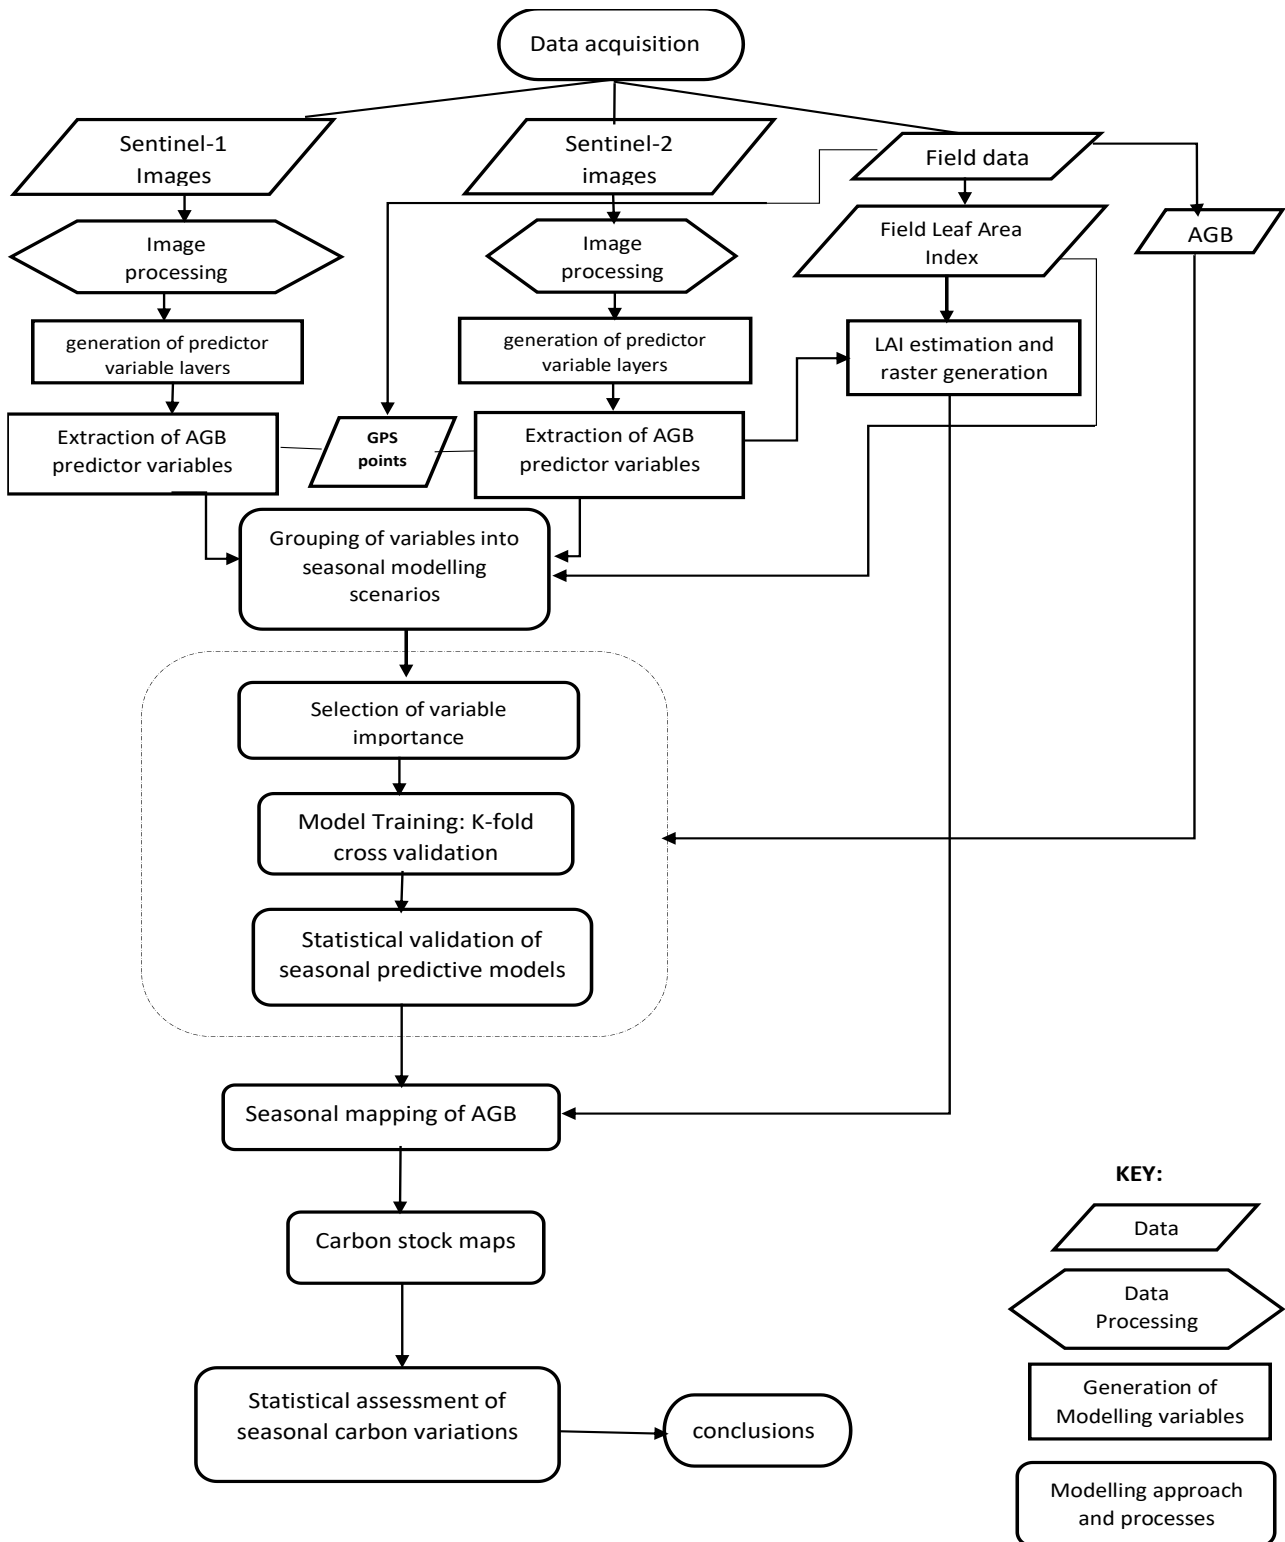 Data acquisition
Sentinel-1
Images
Sentinel-2
images
Field data
Image
processing
Image
processing
Field Leaf Area
Index
AGB
generation of predictor
variable layers
generation of predictor
variable layers
LAI estimation and
raster generation
Extraction of AGB
predictor variables
GPS
points
Extraction of AGB
predictor variables
Grouping of variables into
seasonal modelling
scenarios
Selection of variable
importance
Model Training: K-fold
cross validation
Statistical validation of
seasonal predictive models
Seasonal mapping of AGB
Carbon stock maps
Statistical assessment of
seasonal carbon variations
conclusions
KEY:
Data
Data
Processing
Generation of
Modelling variables
Modelling approach
and processes